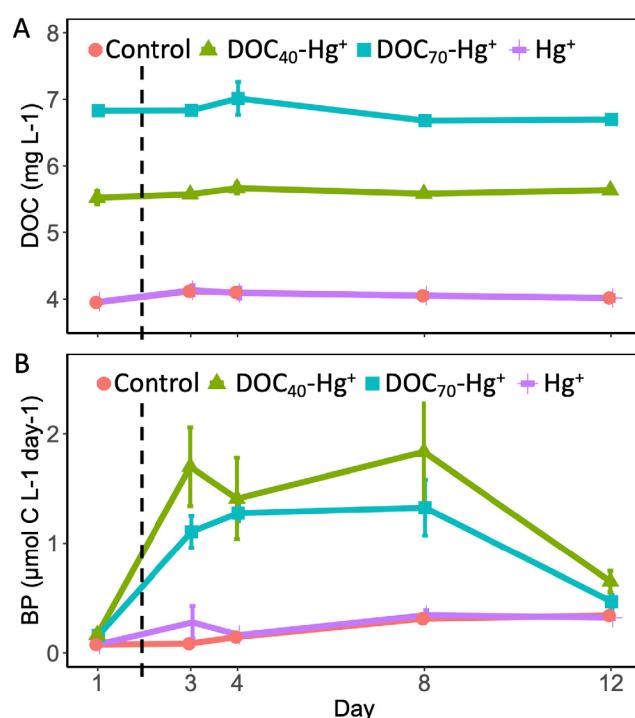 A
8
Control DOC₄₀-Hg⁺ DOC₇₀-Hg⁺ Hg⁺
7
6
5
4
DOC (mg L-1)
B
Control DOC₄₀-Hg⁺ DOC₇₀-Hg⁺ Hg⁺
2
1
0
BP (µmol C L-1 day-1)
1 3 4 8 12
Day